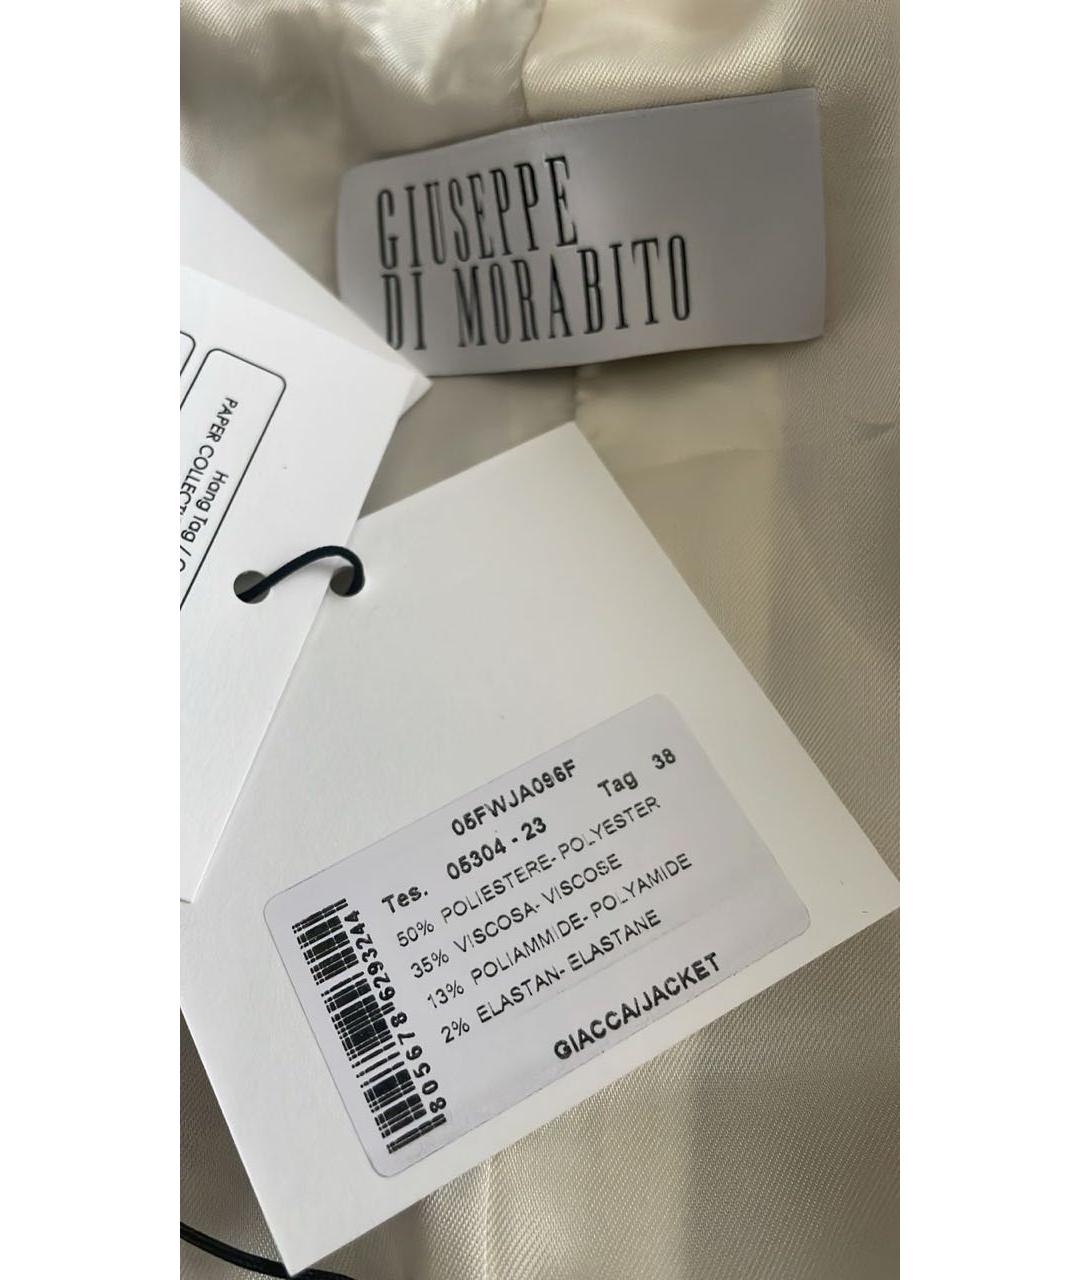 GIUSEPPE
DI MORABITO
PAPER COLLECT
Hang Tag /
05FWJA096F
Tes. 05304 - 23 Tag 38
50% POLIESTERE- POLYESTER
35% VISCOSA- VISCOSE
13% POLIAMMIDE- POLYAMIDE
2% ELASTAN- ELASTANE
GIACCA/JACKET
8056786293244